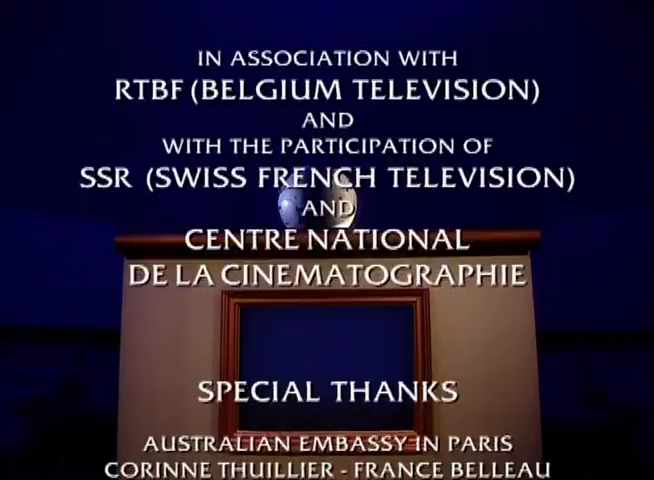 IN ASSOCIATION WITH
RTBF (BELGIUM TELEVISION)
AND
WITH THE PARTICIPATION OF
SSR (SWISS FRENCH TELEVISION)
AND
CENTRE NATIONAL
DE LA CINEMATOGRAPHIE
SPECIAL THANKS
AUSTRALIAN EMBASSY IN PARIS
CORINNE THUILLIER - FRANCE BELLEAU